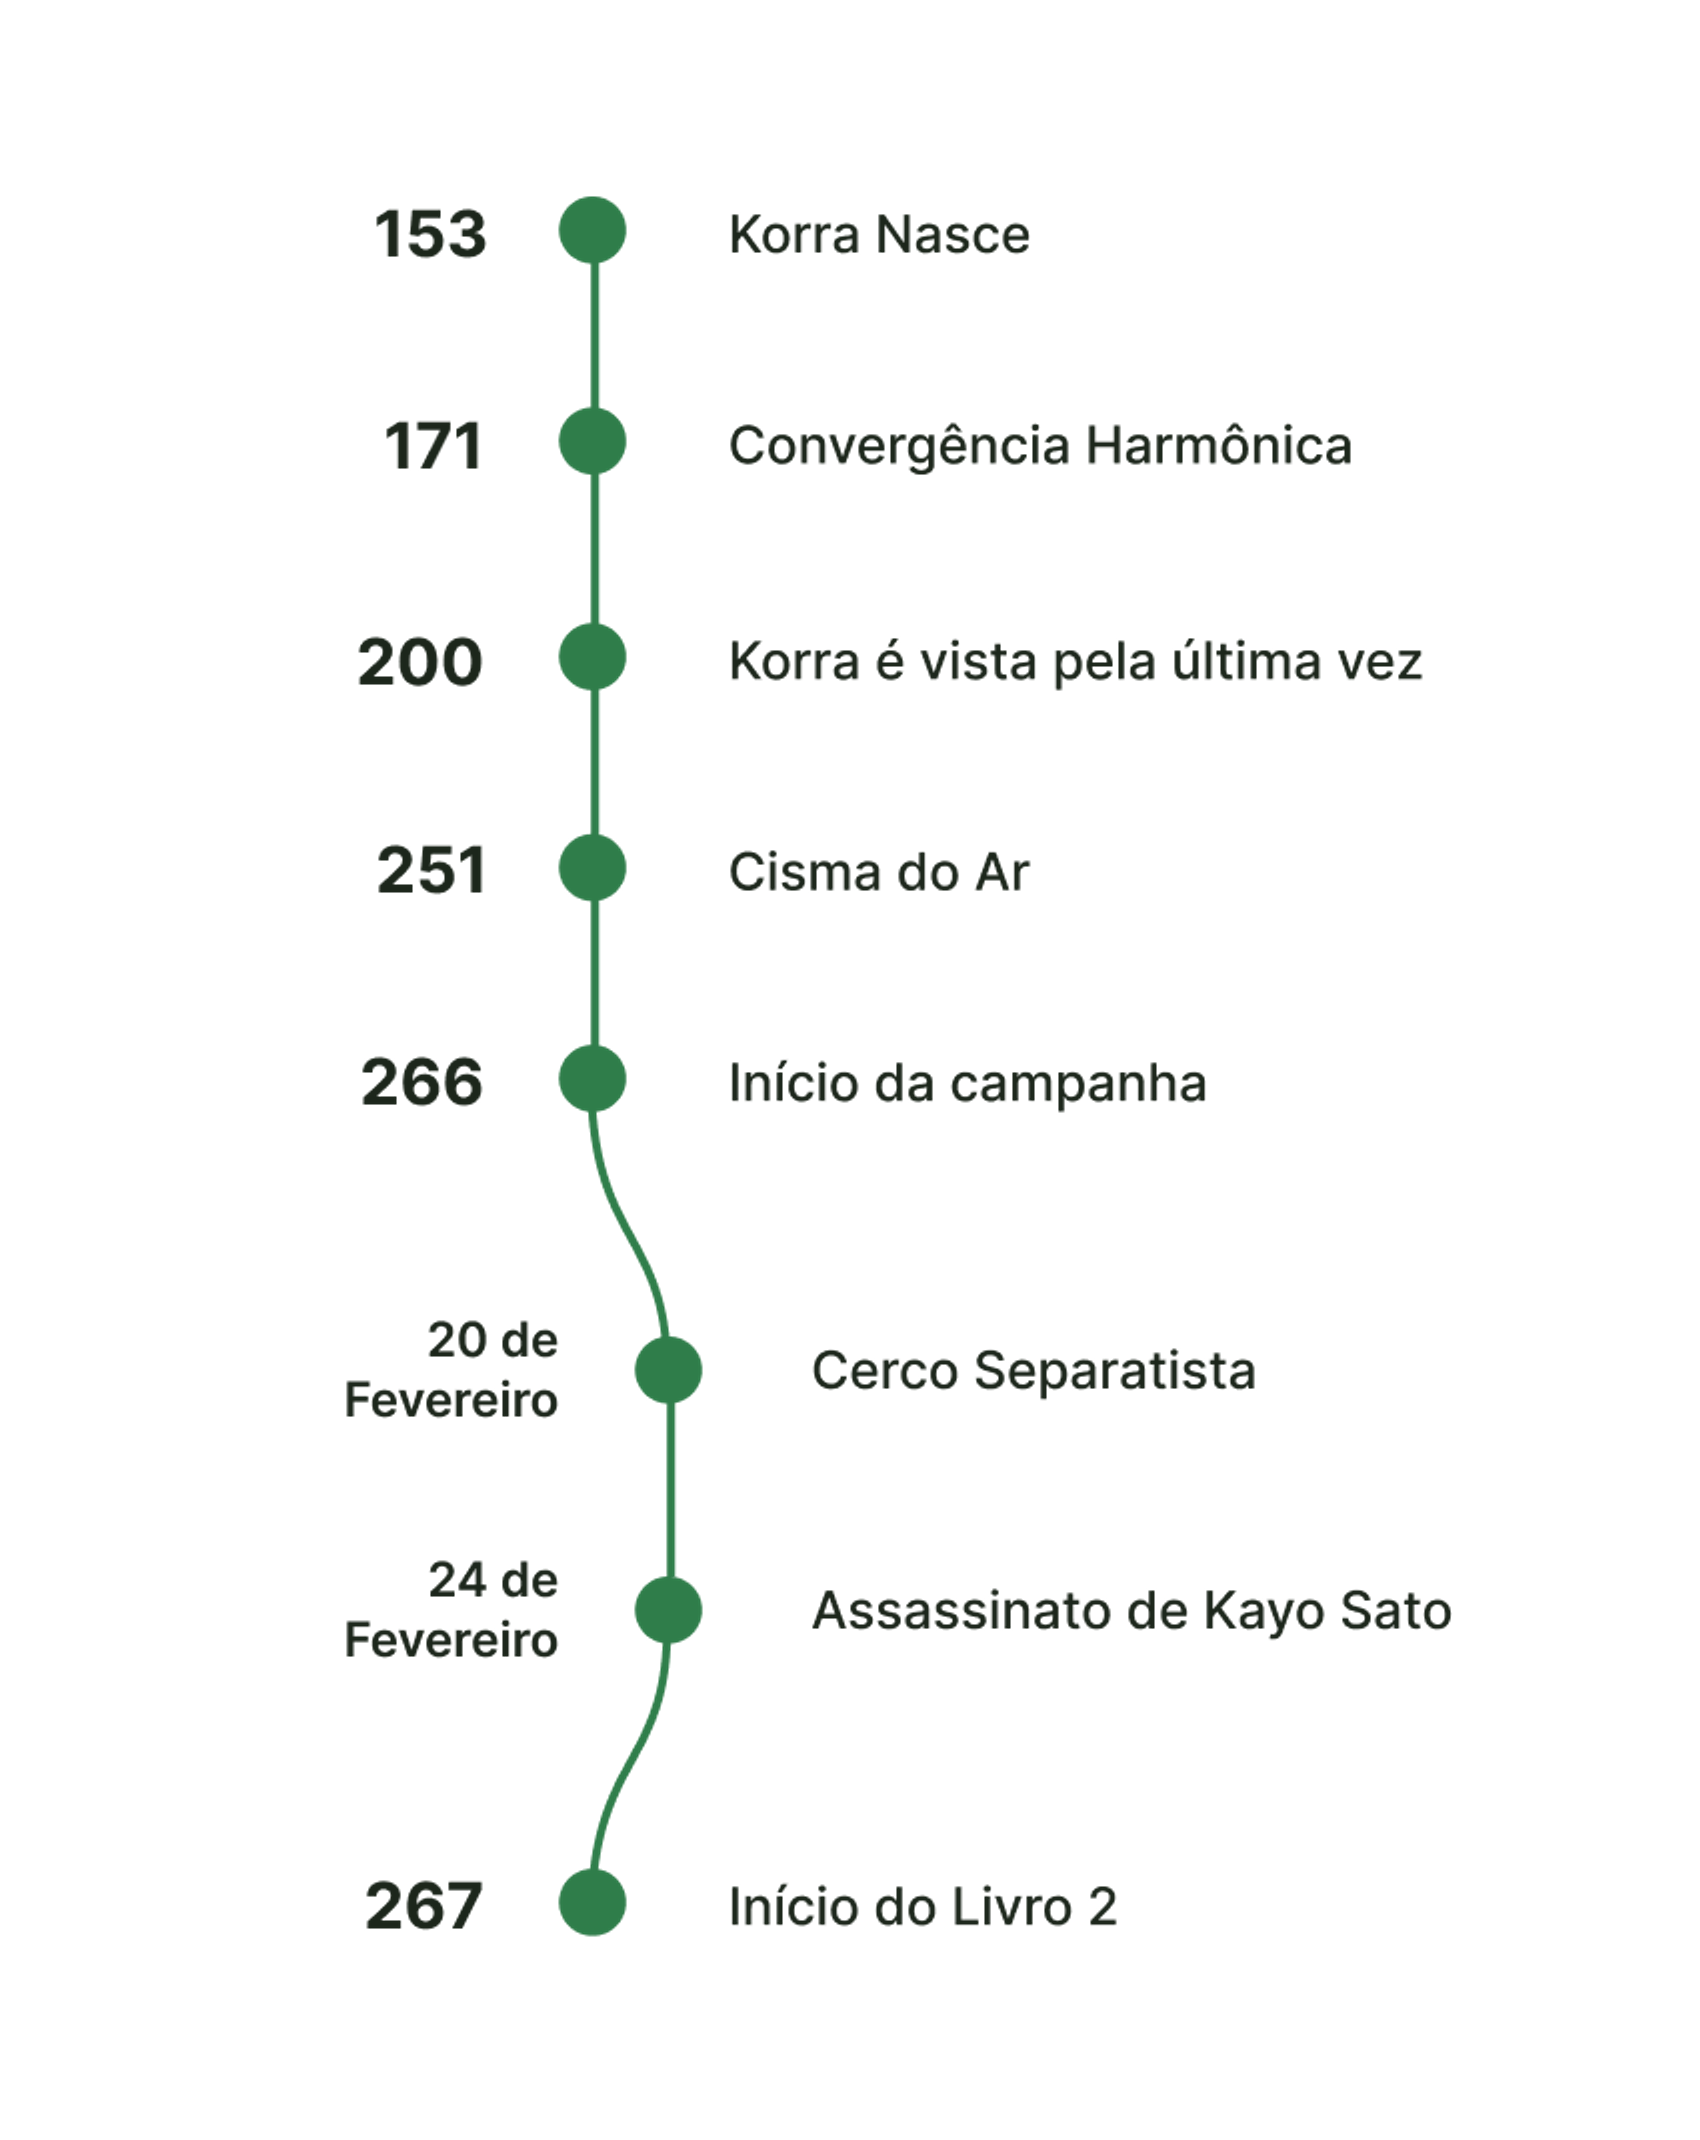 153 Korra Nasce
171 Convergência Harmônica
200 Korra é vista pela última vez
251 Cisma do Ar
266 Início da campanha
20 de
Fevereiro
Cerco Separatista
24 de
Fevereiro
Assassinato de Kayo Sato
267 Início do Livro 2